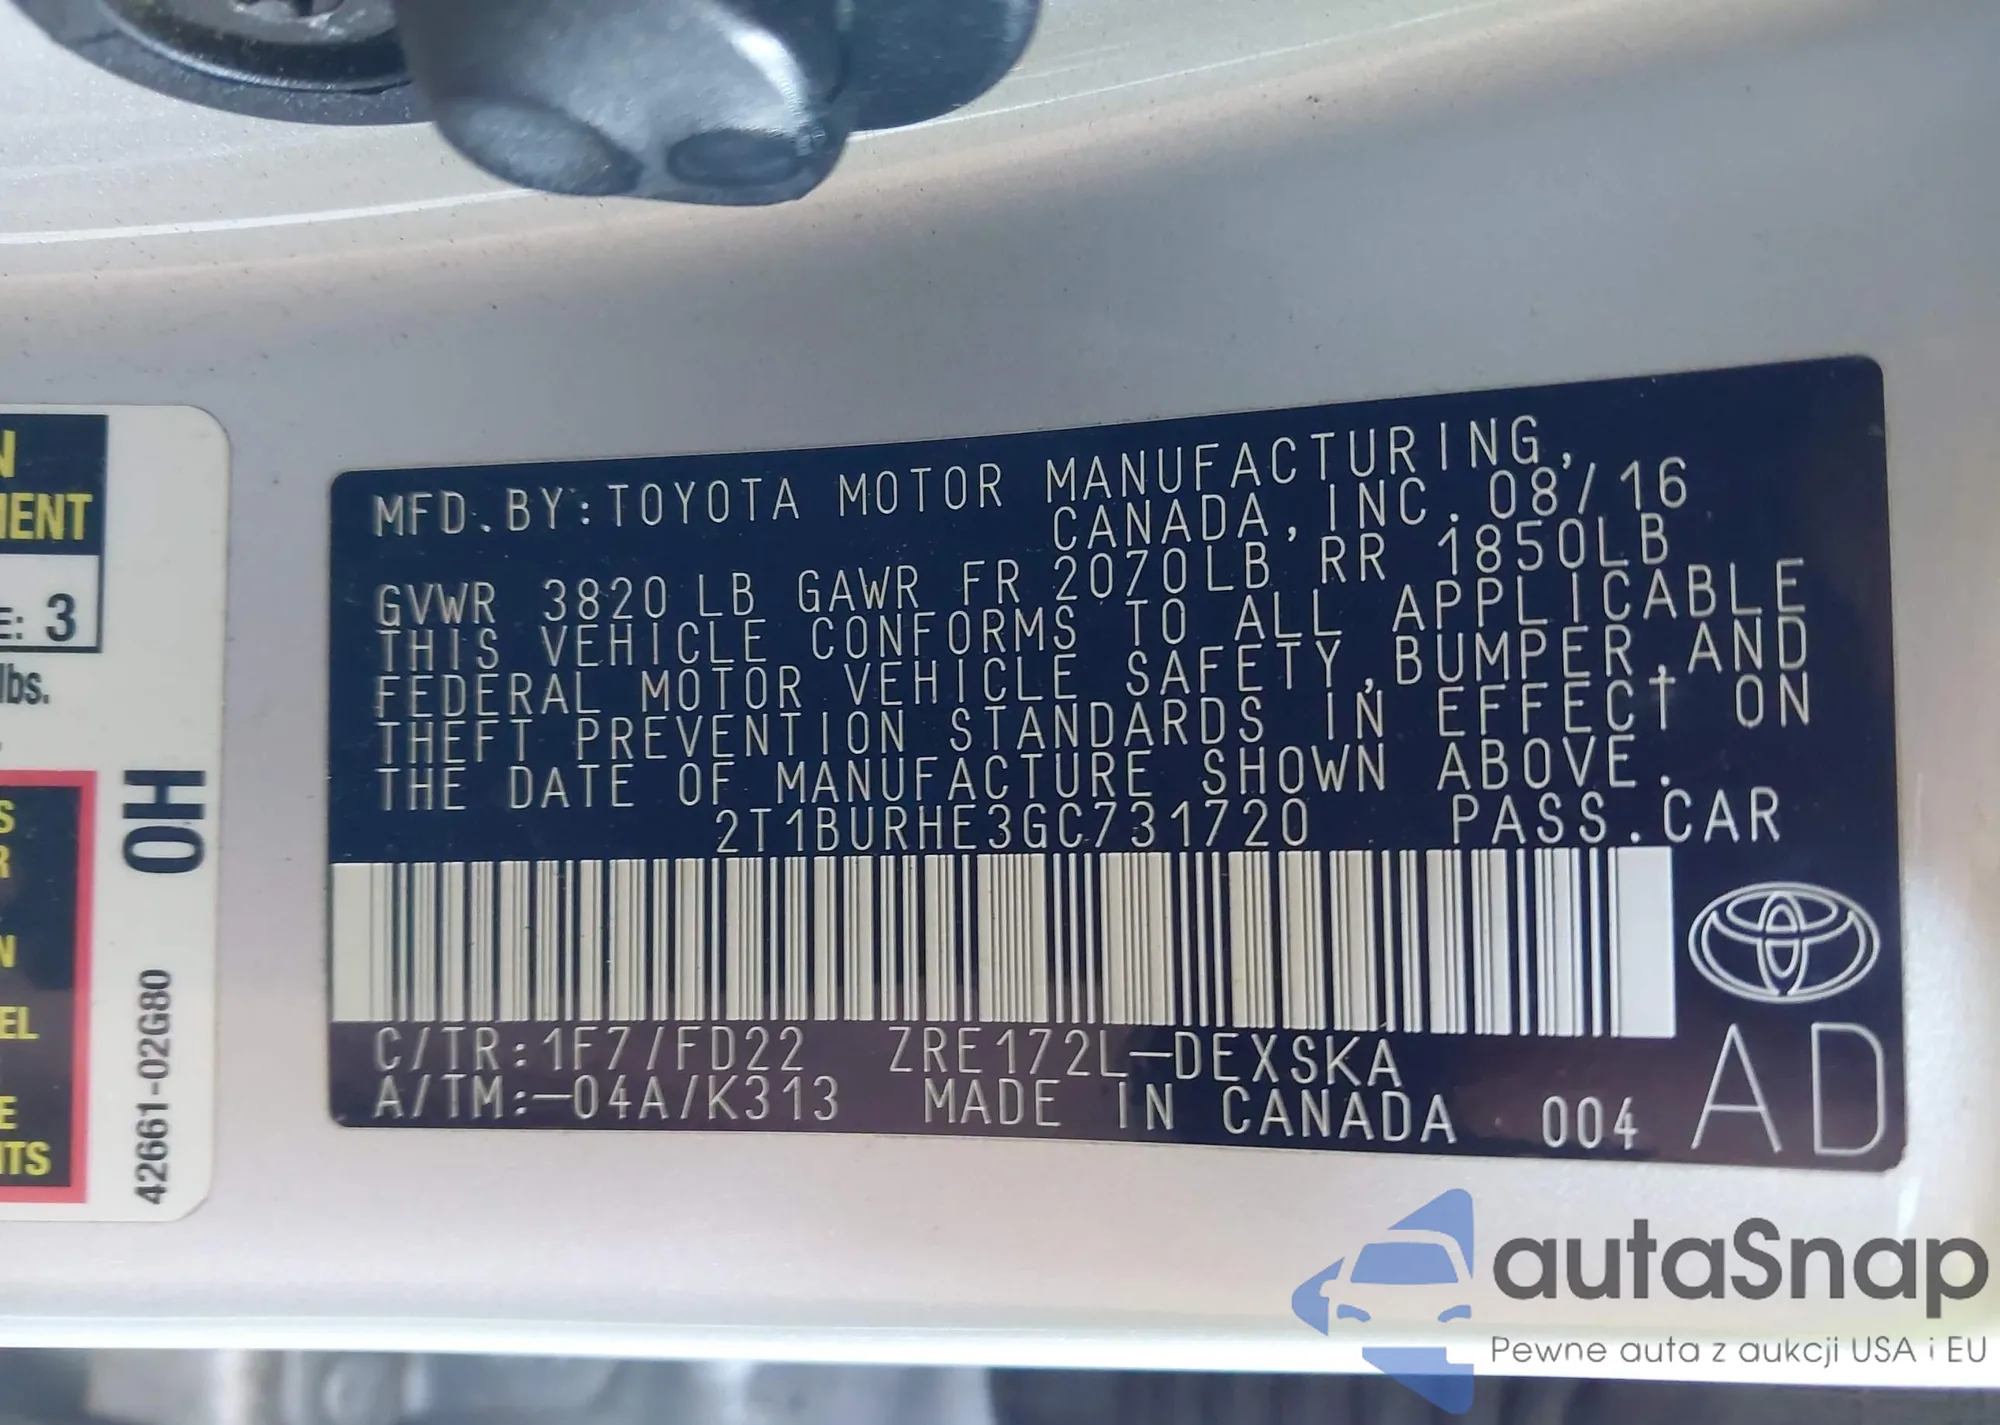 N
MENT
E: 3
lbs.
S
R
N
EL
E
ITS
OH
42661-02G80
MFD. BY: TOYOTA MOTOR MANUFACTURING,
CANADA, INC. 08/16
GVWR 3820 LB GAWR FR 2070LB RR 1850LB
THIS VEHICLE CONFORMS TO ALL APPLICABLE
FEDERAL MOTOR VEHICLE SAFETY, BUMPER, AND
THEFT PREVENTION STANDARDS IN EFFECT ON
THE DATE OF MANUFACTURE SHOWN ABOVE.
2T1BURHE3GC731720 PASS. CAR
C/TR: 1F7/FD22 ZRE172L-DEXSKA
A/TM: -04A/K313 MADE IN CANADA 004
AD
autaSnap
Pewne auta z aukcji USA i EU